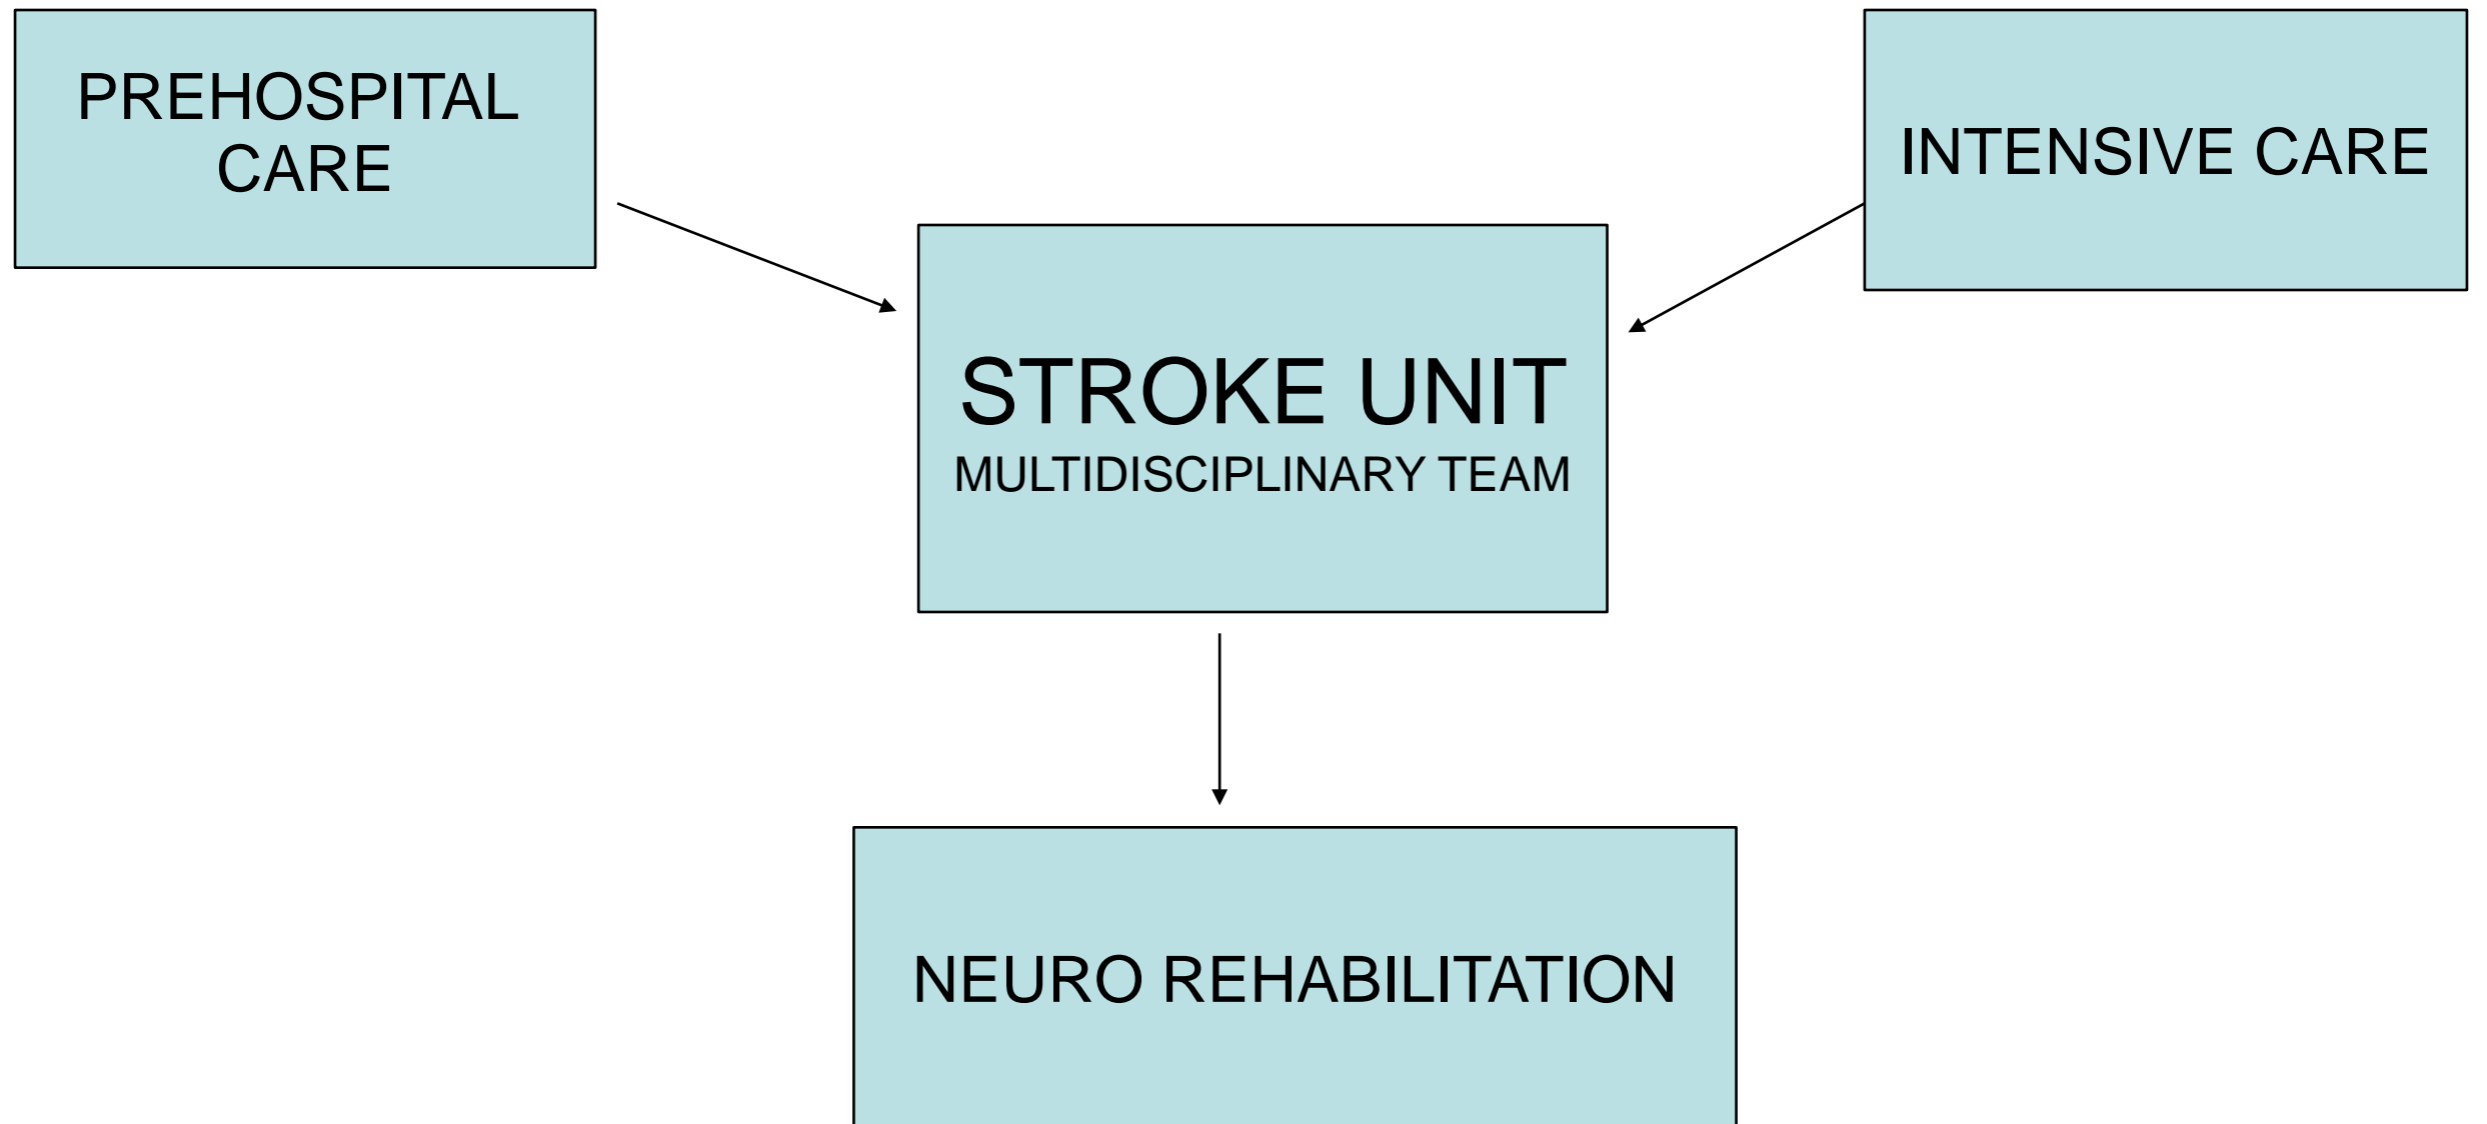 PREHOSPITAL
CARE
INTENSIVE CARE
STROKE UNIT
MULTIDISCIPLINARY TEAM
NEURO REHABILITATION